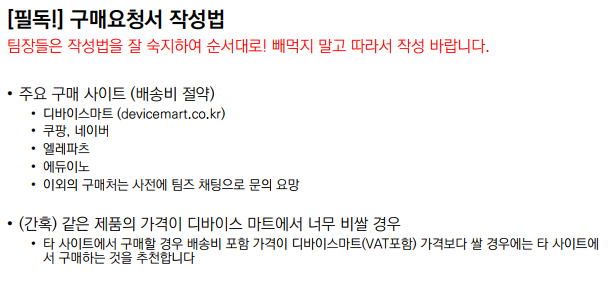 [필독!] 구매요청서 작성법
팀장들은 작성법을 잘 숙지하여 순서대로! 빼먹지 말고 따라서 작성 바랍니다.
• 주요 구매 사이트 (배송비 절약)
• 디바이스마트 (devicemart.co.kr)
• 쿠팡, 네이버
• 엘레파츠
• 에듀이노
• 이외의 구매처는 사전에 팀즈 채팅으로 문의 요망
• (간혹) 같은 제품의 가격이 디바이스 마트에서 너무 비쌀 경우
• 타 사이트에서 구매할 경우 배송비 포함 가격이 디바이스마트(VAT포함) 가격보다 쌀 경우에는 타 사이트에
서 구매하는 것을 추천합니다